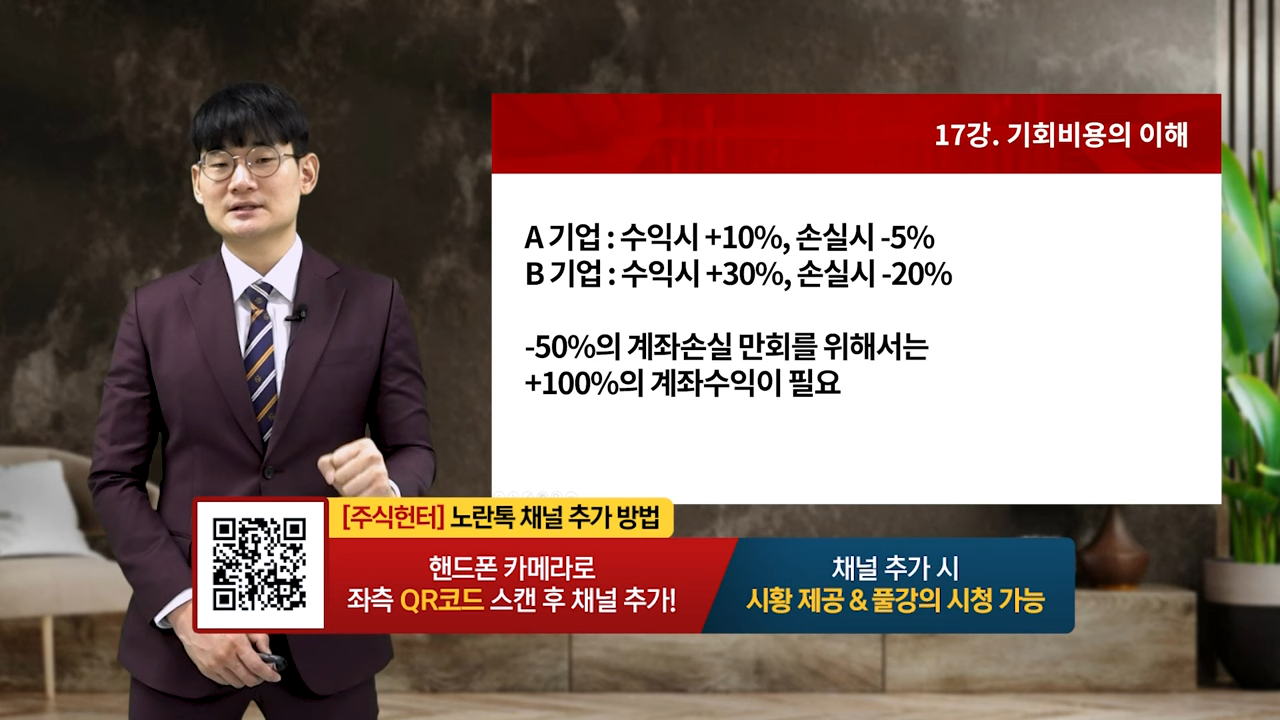 17강. 기회비용의 이해
A 기업 : 수익시 +10%, 손실시 -5%
B 기업 : 수익시 +30%, 손실시 -20%
-50%의 계좌손실 만회를 위해서는
+100%의 계좌수익이 필요
[주식헌터] 노란톡 채널 추가 방법
핸드폰 카메라로
좌측 QR코드 스캔 후 채널 추가!
채널 추가 시
시황 제공 & 풀강의 시청 가능